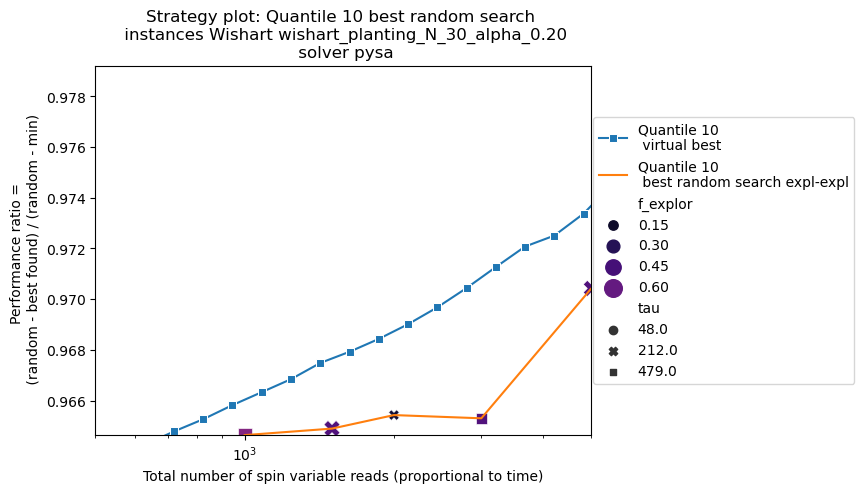 Strategy plot: Quantile 10 best random search
instances Wishart wishart_planting_N_30_alpha_0.20
solver pysa
Performance ratio =
(random - best found) / (random - min)
0.978
0.976
0.974
0.972
0.970
0.968
0.966
10^3
Total number of spin variable reads (proportional to time)
Quantile 10
virtual best
Quantile 10
best random search expl-expl
f_explor
0.15
0.30
0.45
0.60
tau
48.0
212.0
479.0